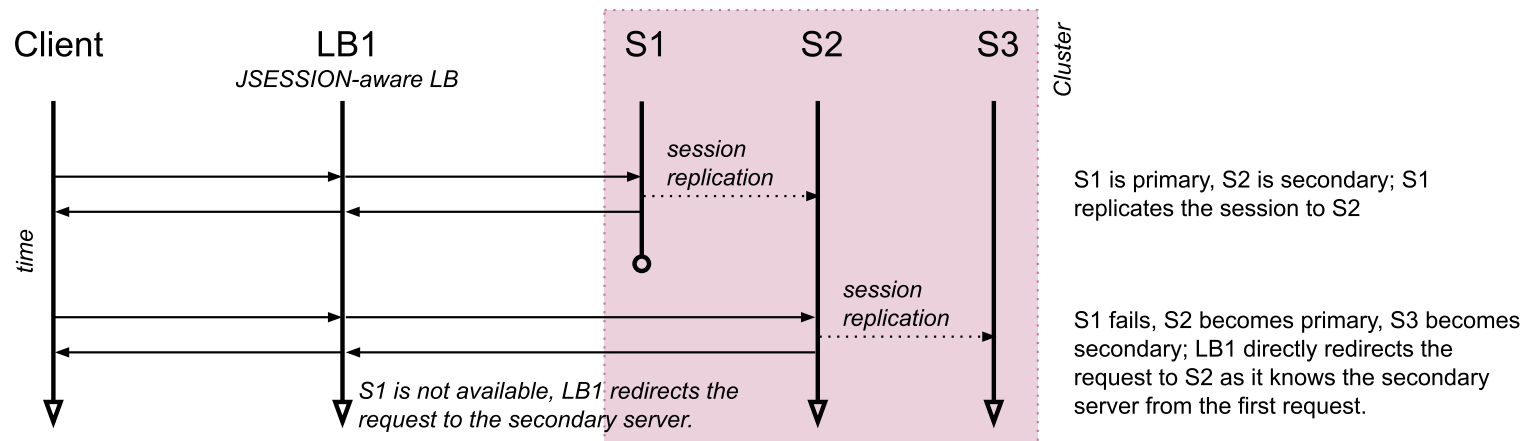 Client
LB1
S1
S2
S3
JSESSION-aware LB
Cluster
session
replication
S1 is primary, S2 is secondary; S1
replicates the session to S2
time
session
replication
S1 fails, S2 becomes primary, S3 becomes
secondary; LB1 directly redirects the
request to S2 as it knows the secondary
server from the first request.
S1 is not available, LB1 redirects the
request to the secondary server.